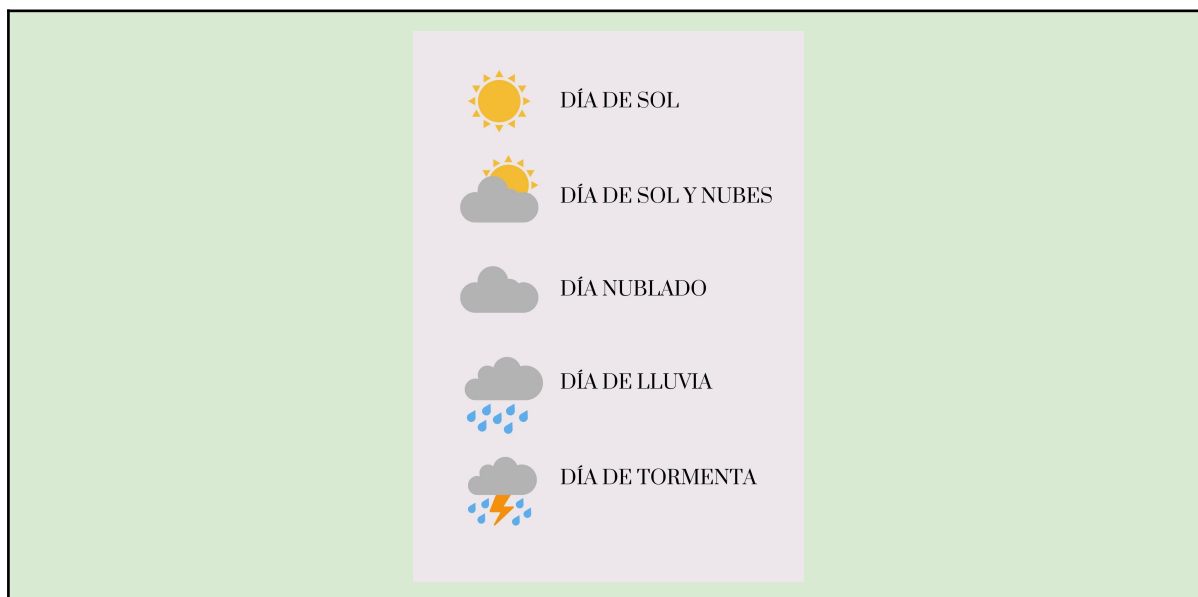 DÍA DE SOL
DÍA DE SOL Y NUBES
DÍA NUBLADO
DÍA DE LLUVIA
DÍA DE TORMENTA